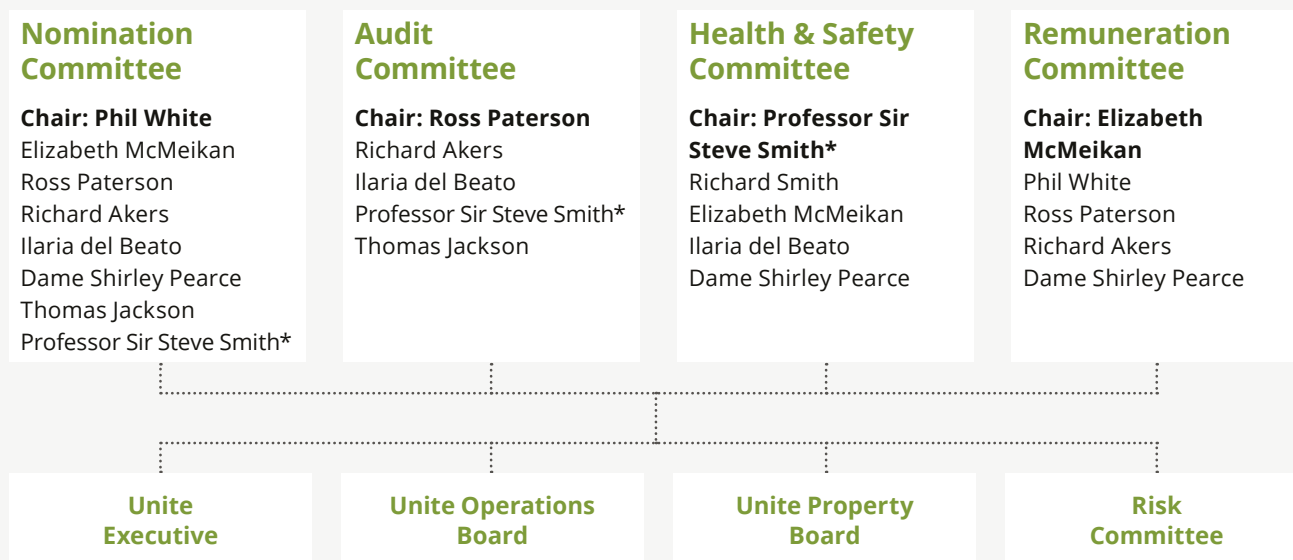 Nomination
Committee
Chair: Phil White
Elizabeth McMeikan
Ross Paterson
Richard Akers
Ilaria del Beato
Dame Shirley Pearce
Thomas Jackson
Professor Sir Steve Smith*
Audit
Committee
Chair: Ross Paterson
Richard Akers
Ilaria del Beato
Professor Sir Steve Smith*
Thomas Jackson
Health & Safety
Committee
Chair: Professor Sir
Steve Smith*
Richard Smith
Elizabeth McMeikan
Ilaria del Beato
Dame Shirley Pearce
Remuneration
Committee
Chair: Elizabeth
McMeikan
Phil White
Ross Paterson
Richard Akers
Dame Shirley Pearce
Unite
Executive
Unite Operations
Board
Unite Property
Board
Risk
Committee